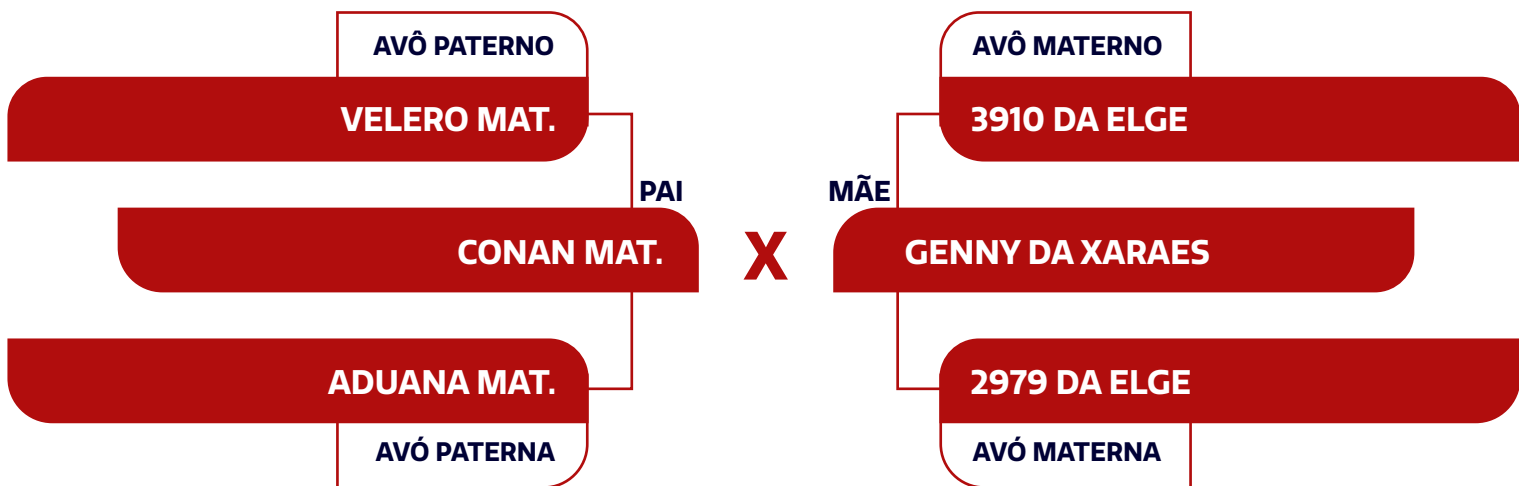 AVÔ PATERNO
VELERO MAT.
PAI
CONAN MAT.
ADUANA MAT.
AVÓ PATERNA
X
AVÔ MATERNO
3910 DA ELGE
MÃE
GENNY DA XARAES
2979 DA ELGE
AVÓ MATERNA